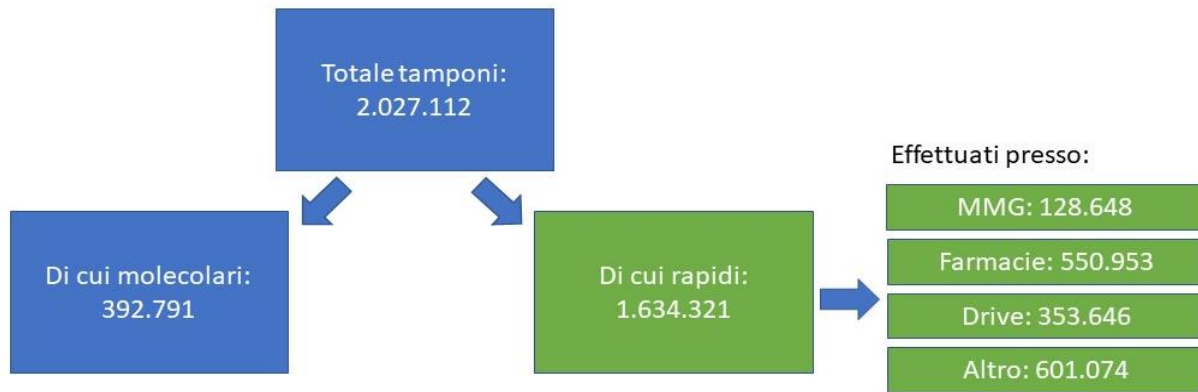 Totale tamponi:
2.027.112
Di cui molecolari:
392.791
Di cui rapidi:
1.634.321
Effettuati presso:
MMG: 128.648
Farmacie: 550.953
Drive: 353.646
Altro: 601.074